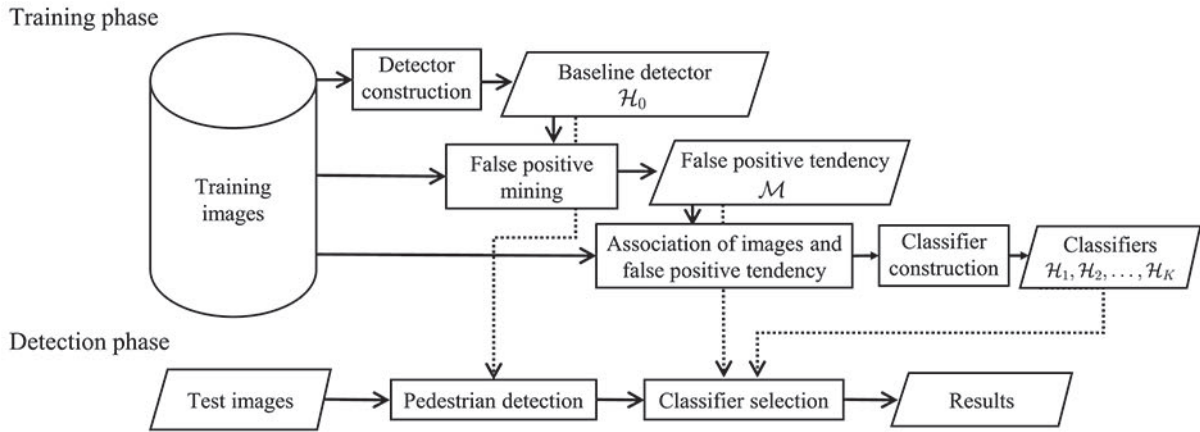 Training phase
Detector
construction
Baseline detector
ℋ₀
Training
images
False positive
mining
False positive tendency
ℳ
Association of images and
false positive tendency
Classifier
construction
Classifiers
ℋ₁, ℋ₂, . . . , ℋ_K
Detection phase
Test images
Pedestrian detection
Classifier selection
Results